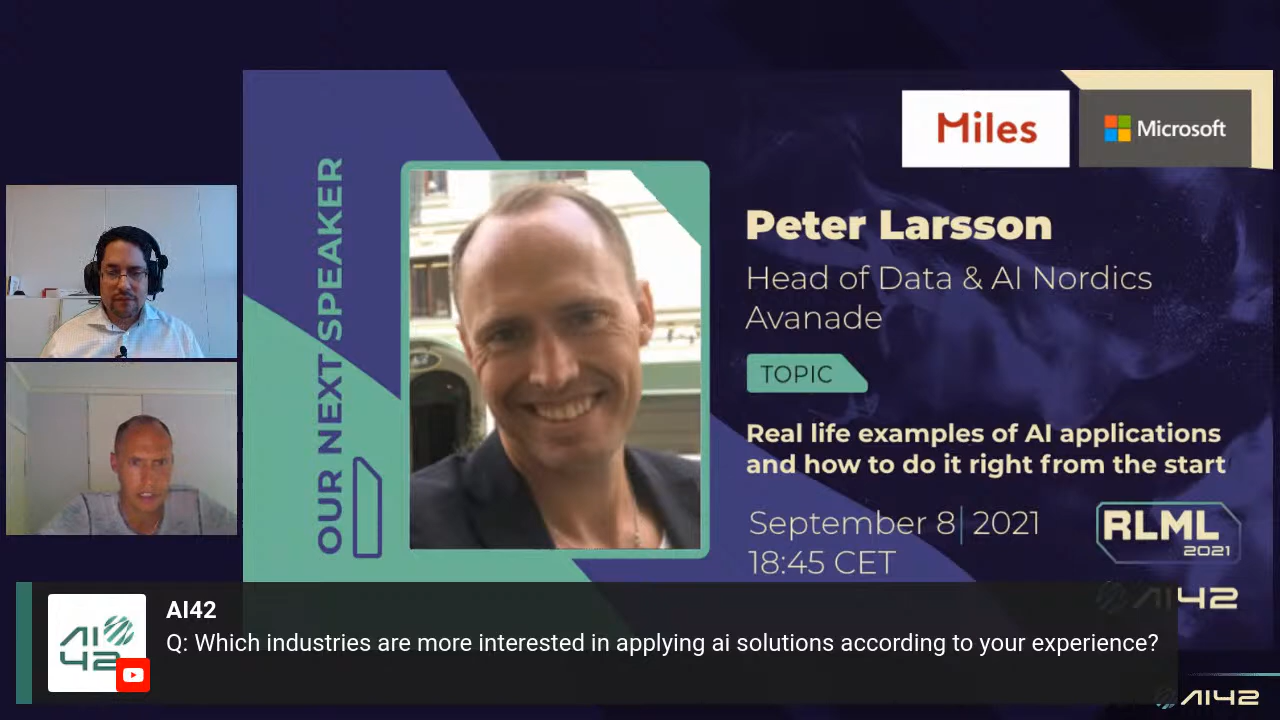 Miles
Microsoft
OUR NEXT SPEAKER
Peter Larsson
Head of Data & AI Nordics
Avanade
TOPIC
Real life examples of AI applications
and how to do it right from the start
September 8 2021
18:45 CET
RLML
2021
AI42
AI42
Q: Which industries are more interested in applying ai solutions according to your experience?
AI
42
AI42